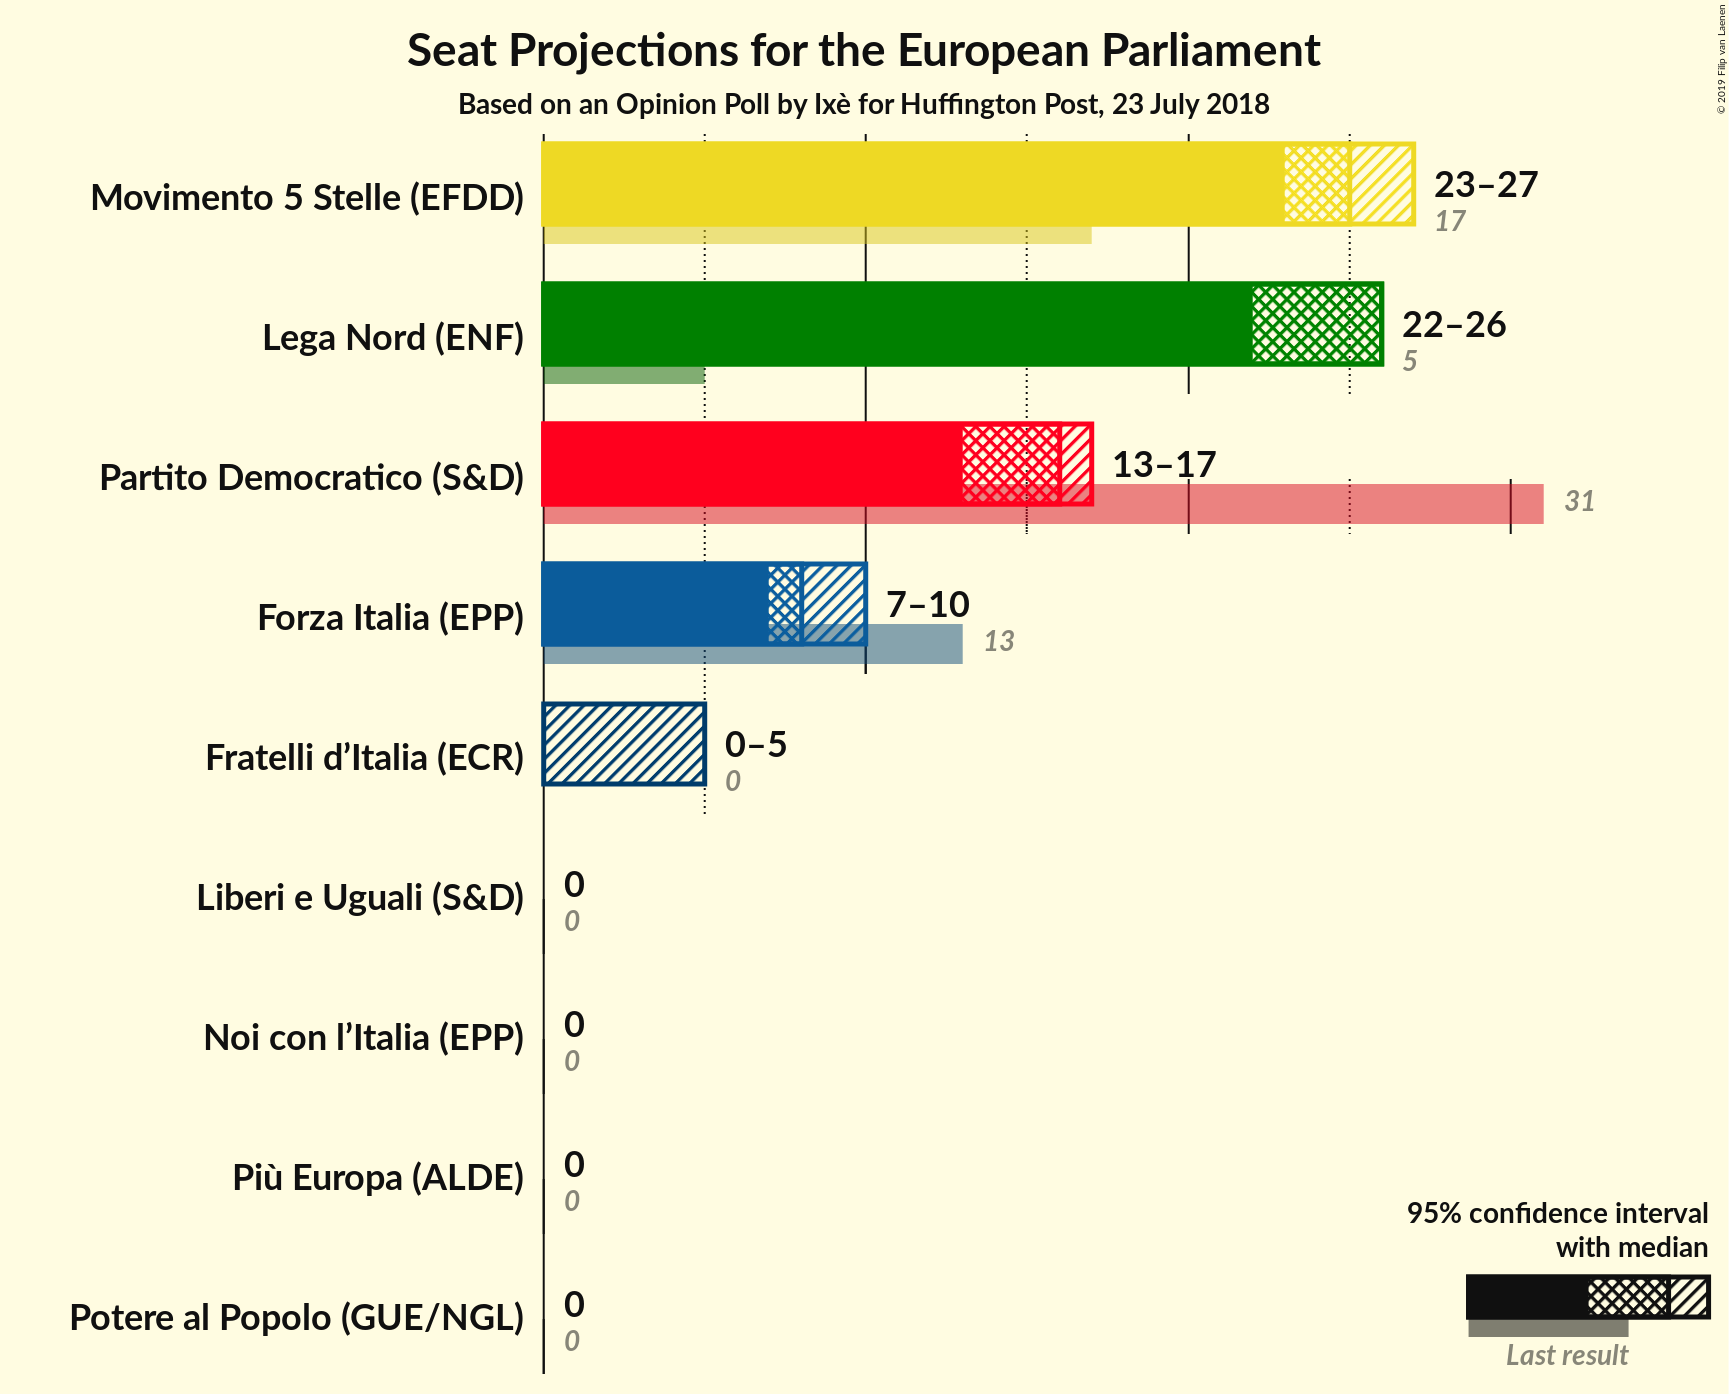 Seat Projections for the European Parliament
Based on an Opinion Poll by Ixè for Huffington Post, 23 July 2018
© 2019 Filip van Laenen
Movimento 5 Stelle (EFDD)
23–27
17
Lega Nord (ENF)
22–26
5
Partito Democratico (S&D)
13–17
31
Forza Italia (EPP)
7–10
13
Fratelli d’Italia (ECR)
0–5
0
Liberi e Uguali (S&D)
0
0
Noi con l’Italia (EPP)
0
0
Più Europa (ALDE)
0
0
Potere al Popolo (GUE/NGL)
0
0
95% confidence interval
with median
Last result